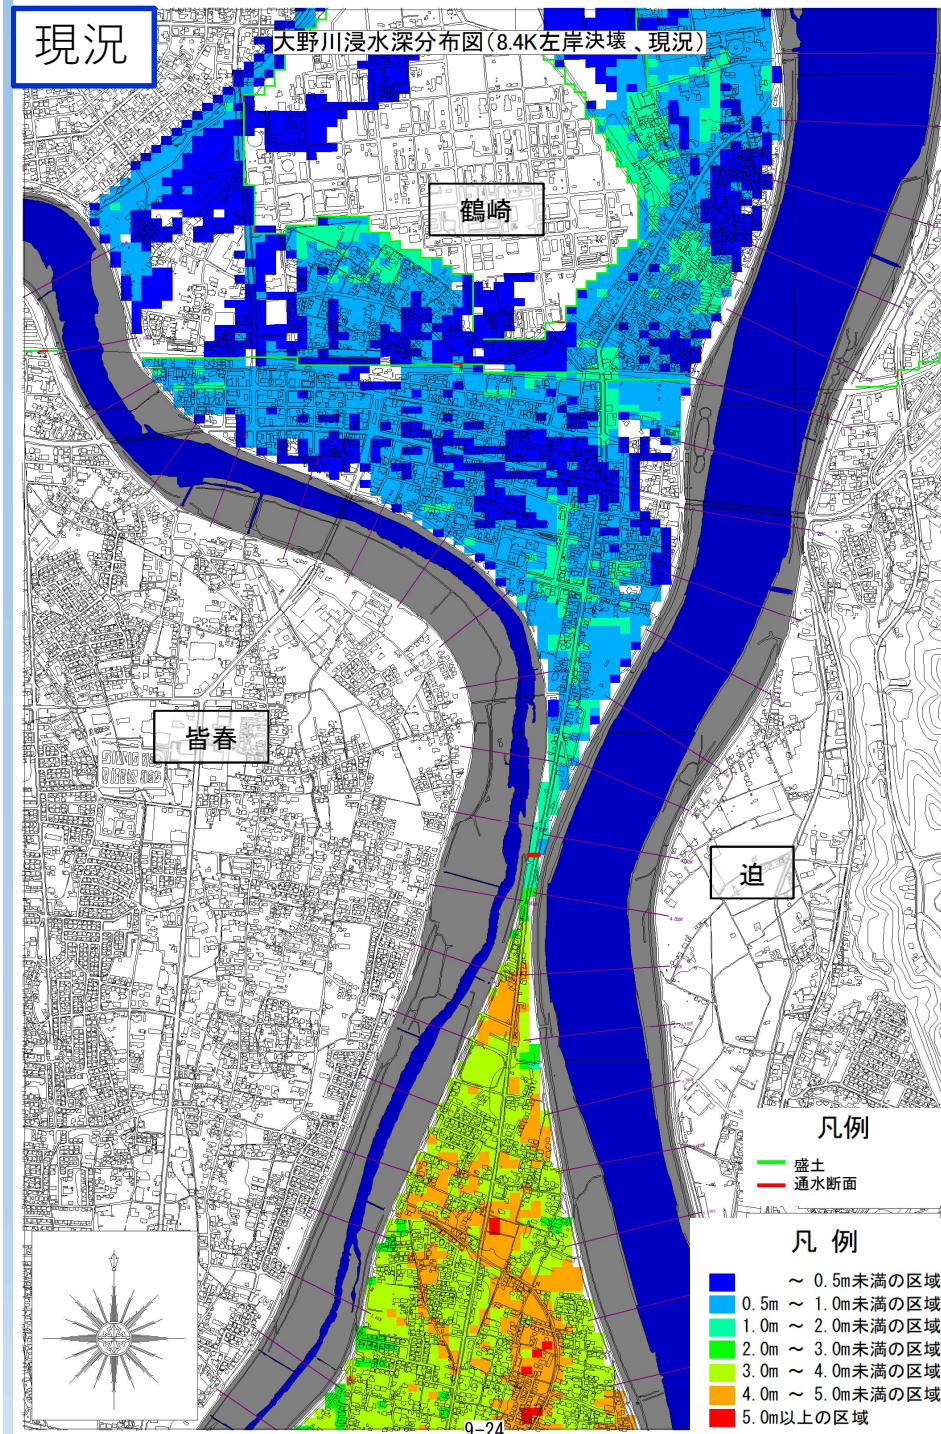 現況
大野川浸水深分布図(8.4K左岸決壊、現況)
鶴崎
皆春
迫
凡例
盛土
通水断面
凡 例
～ 0.5m未満の区域
0.5m ～ 1.0m未満の区域
1.0m ～ 2.0m未満の区域
2.0m ～ 3.0m未満の区域
3.0m ～ 4.0m未満の区域
4.0m ～ 5.0m未満の区域
5.0m以上の区域
9-24